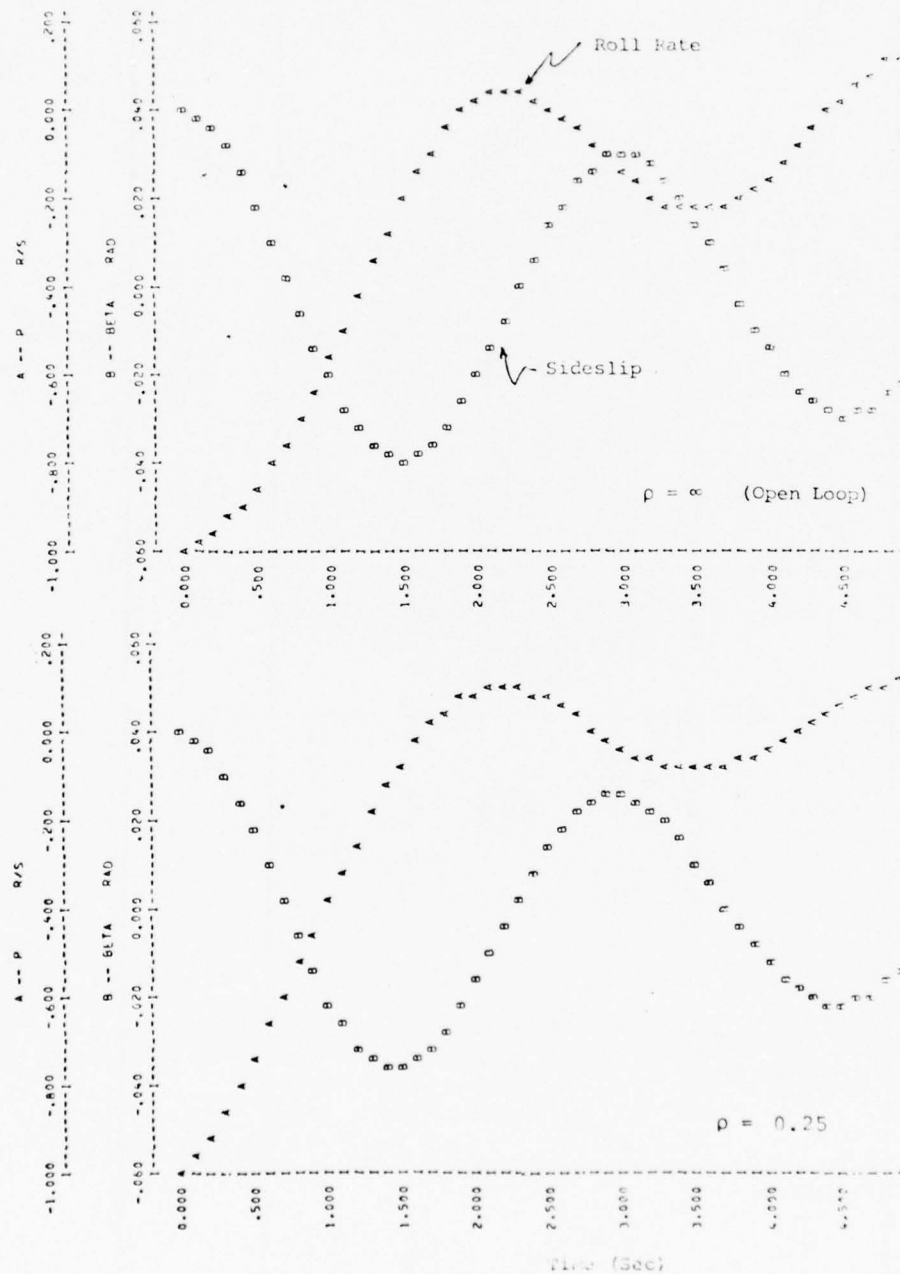 A -- P R/S
-1.000 -.800 -.600 -.400 -.200 0.000 .200
B -- BETA RAD
-.060 -.040 -.020 0.000 .020 .040 .060
Roll Rate
Sideslip
ρ = ∞ (Open Loop)
0.000 .500 1.000 1.500 2.000 2.500 3.000 3.500 4.000 4.500
A -- P R/S
-1.000 -.800 -.600 -.400 -.200 0.000 .200
B -- BETA RAD
-.060 -.040 -.020 0.000 .020 .040 .060
ρ = 0.25
0.000 .500 1.000 1.500 2.000 2.500 3.000 3.500 4.000 4.500
Time (Sec)